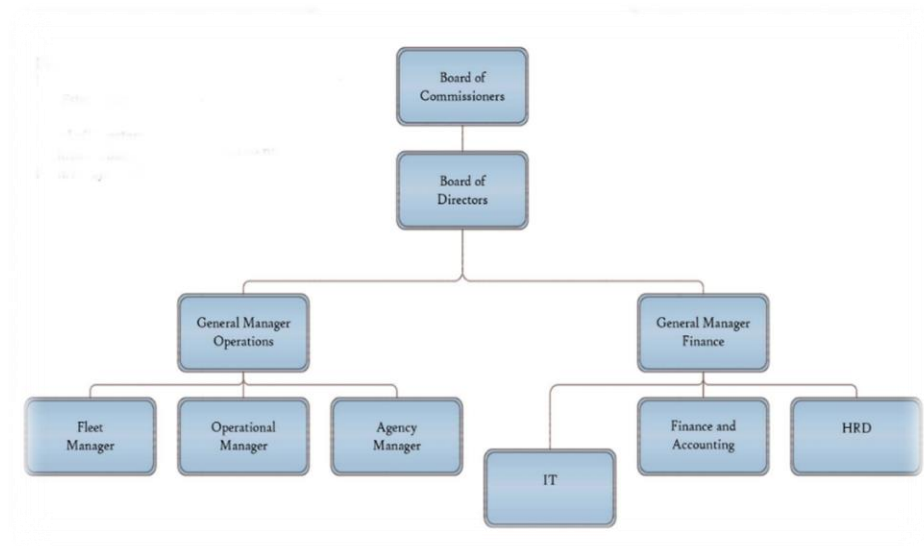 Board of
Commissioners
Board of
Directors
General Manager
Operations
General Manager
Finance
Fleet
Manager
Operational
Manager
Agency
Manager
IT
Finance and
Accounting
HRD